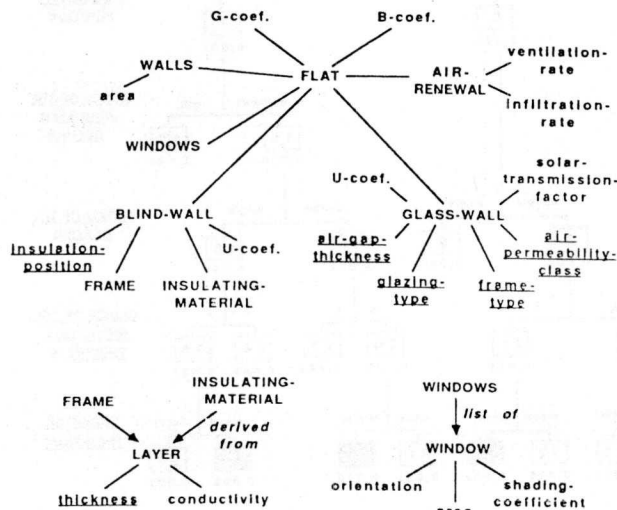 G-coef.
B-coef.
WALLS
FLAT
AIR-
RENEWAL
ventilation-
rate
area
infiltration-
rate
WINDOWS
solar-
transmission-
factor
U-coef.
BLIND-WALL
GLASS-WALL
insulation-
position
U-coef.
air-gap-
thickness
air-
permeability-
class
FRAME
INSULATING-
MATERIAL
glazing-
type
frame-
type
FRAME
INSULATING-
MATERIAL
derived
from
LAYER
thickness
conductivity
WINDOWS
list of
WINDOW
orientation
shading-
coefficient